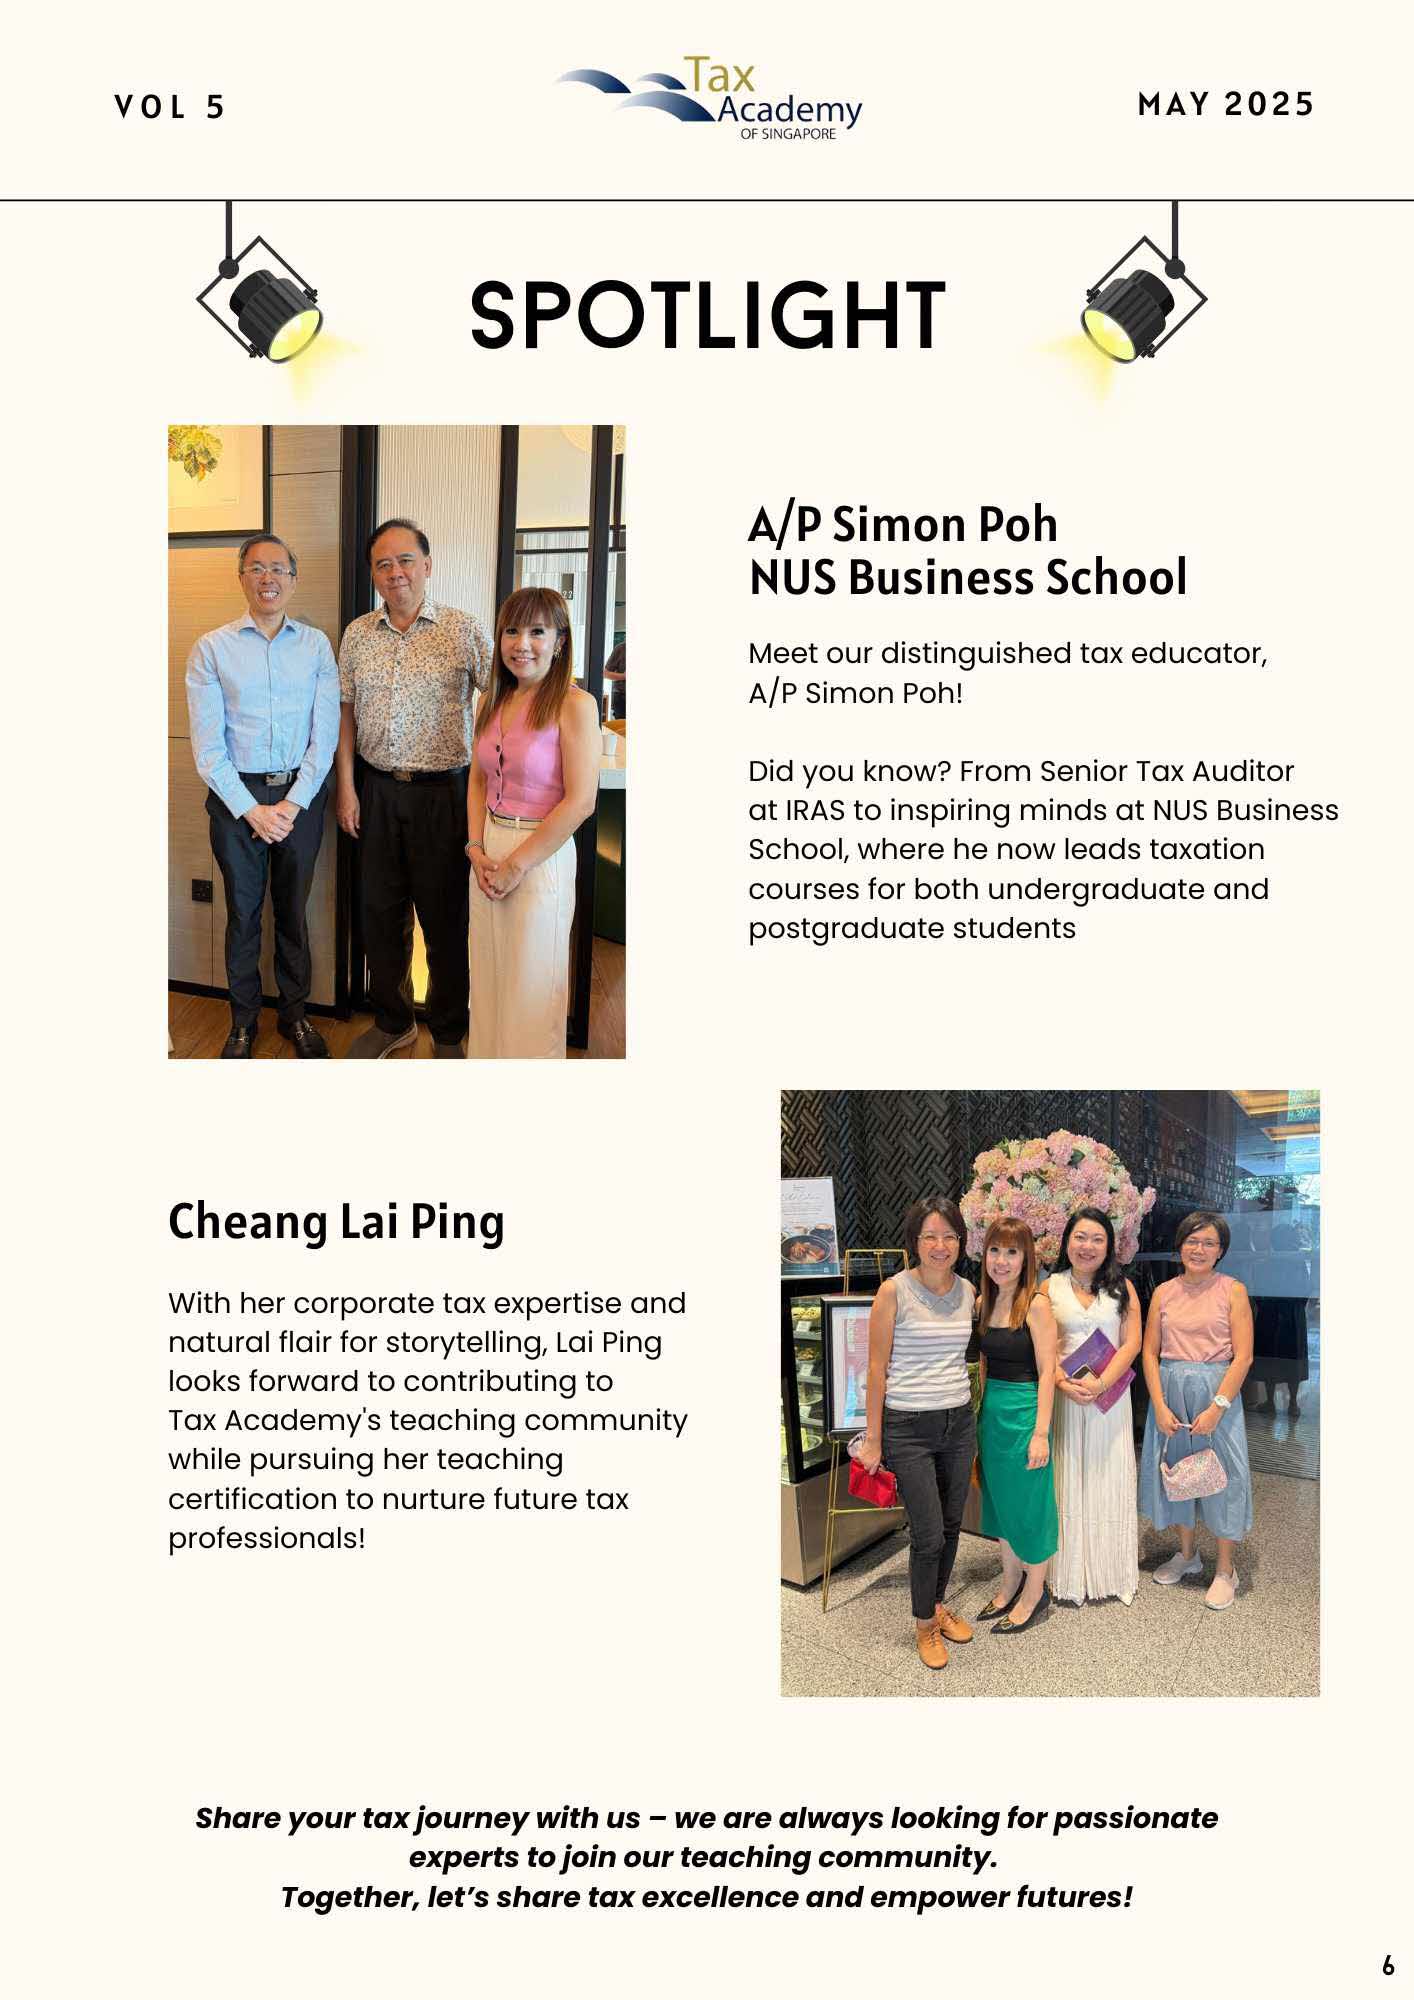 VOL 5
Tax
Academy
OF SINGAPORE
MAY 2025
SPOTLIGHT
A/P Simon Poh
NUS Business School
Meet our distinguished tax educator,
A/P Simon Poh!
Did you know? From Senior Tax Auditor
at IRAS to inspiring minds at NUS Business
School, where he now leads taxation
courses for both undergraduate and
postgraduate students
22
Cheang Lai Ping
With her corporate tax expertise and
natural flair for storytelling, Lai Ping
looks forward to contributing to
Tax Academy's teaching community
while pursuing her teaching
certification to nurture future tax
professionals!
Share your tax journey with us – we are always looking for passionate
experts to join our teaching community.
Together, let’s share tax excellence and empower futures!
6